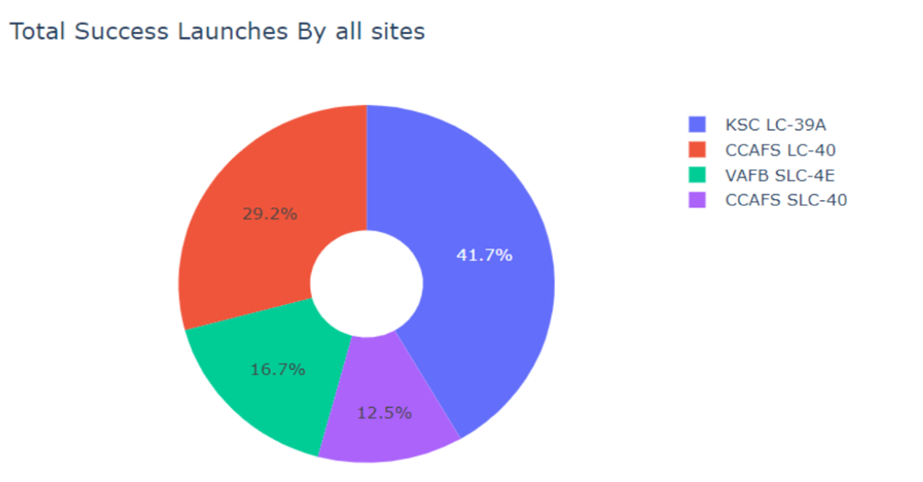 Total Success Launches By all sites
KSC LC-39A
CCAFS LC-40
VAFB SLC-4E
CCAFS SLC-40
29.2%
41.7%
16.7%
12.5%